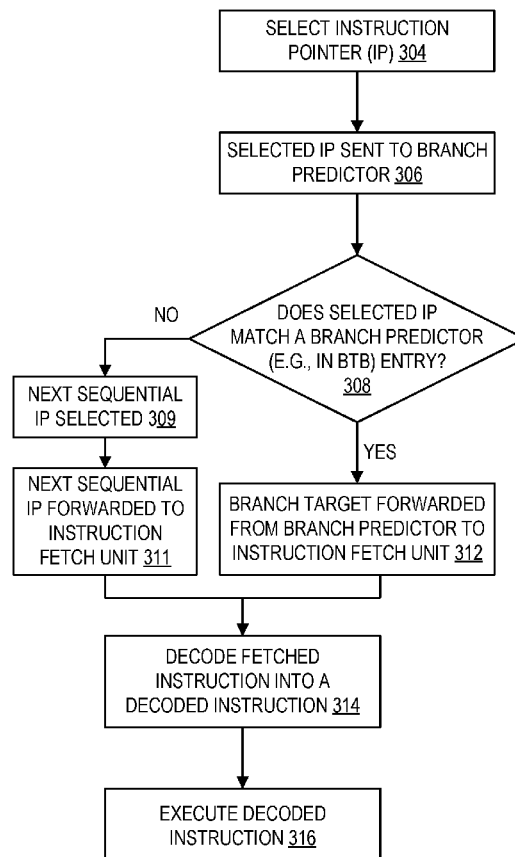 SELECT INSTRUCTION
POINTER (IP) 304
SELECTED IP SENT TO BRANCH
PREDICTOR 306
DOES SELECTED IP
MATCH A BRANCH PREDICTOR
(E.G., IN BTB) ENTRY?
308
NO
NEXT SEQUENTIAL
IP SELECTED 309
NEXT SEQUENTIAL
IP FORWARDED TO
INSTRUCTION
FETCH UNIT 311
YES
BRANCH TARGET FORWARDED
FROM BRANCH PREDICTOR TO
INSTRUCTION FETCH UNIT 312
DECODE FETCHED
INSTRUCTION INTO A
DECODED INSTRUCTION 314
EXECUTE DECODED
INSTRUCTION 316